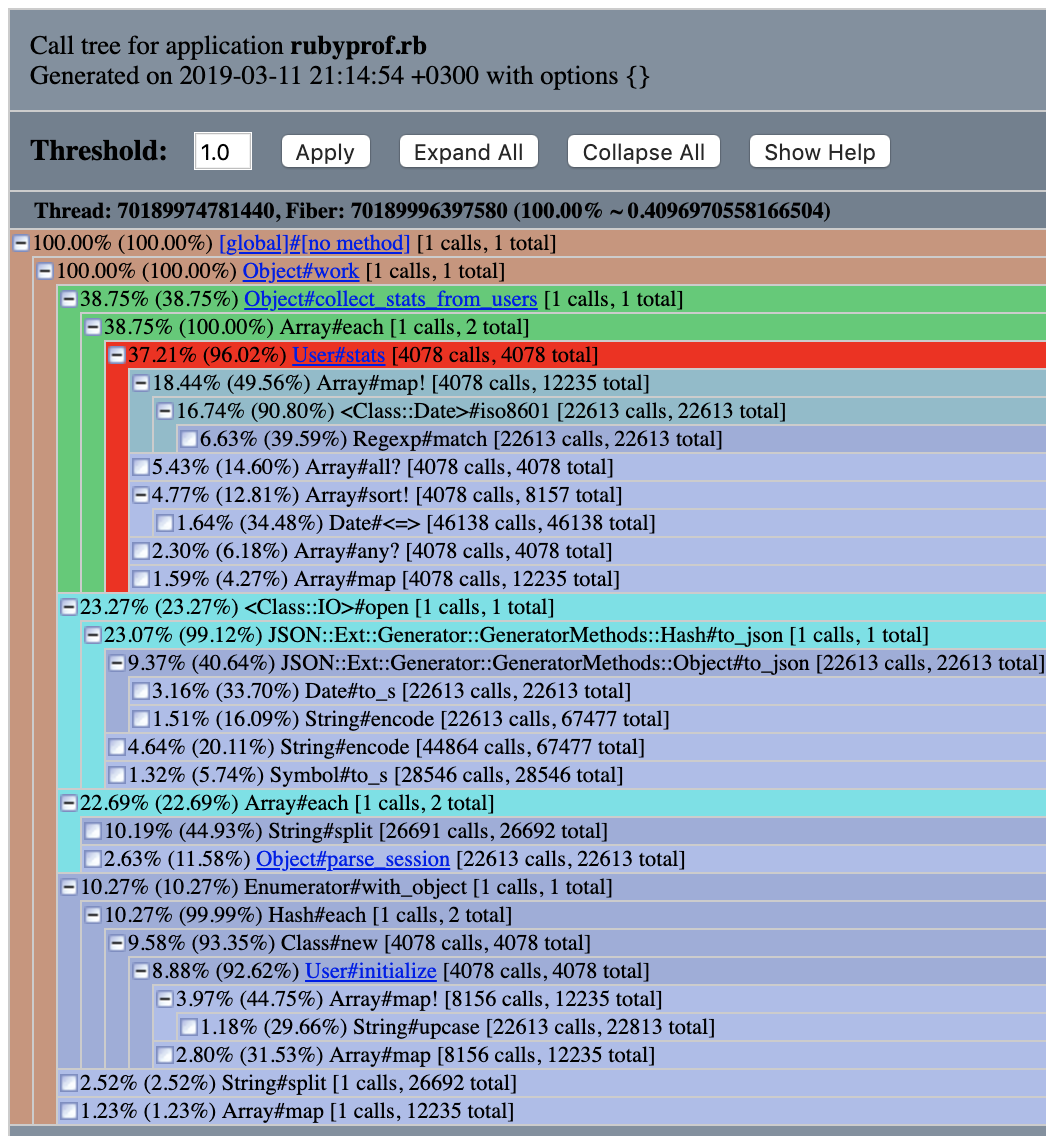 Call tree for application rubyprof.rb
Generated on 2019-03-11 21:14:54 +0300 with options {}
Threshold: 1.0 Apply Expand All Collapse All Show Help
Thread: 70189974781440, Fiber: 70189996397580 (100.00% ~ 0.4096970558166504)
100.00% (100.00%) [global]#[no method] [1 calls, 1 total]
100.00% (100.00%) Object#work [1 calls, 1 total]
38.75% (38.75%) Object#collect_stats_from_users [1 calls, 1 total]
38.75% (100.00%) Array#each [1 calls, 2 total]
37.21% (96.02%) User#stats [4078 calls, 4078 total]
18.44% (49.56%) Array#map! [4078 calls, 12235 total]
16.74% (90.80%) <Class::Date>#iso8601 [22613 calls, 22613 total]
6.63% (39.59%) Regexp#match [22613 calls, 22613 total]
5.43% (14.60%) Array#all? [4078 calls, 4078 total]
4.77% (12.81%) Array#sort! [4078 calls, 8157 total]
1.64% (34.48%) Date#<=> [46138 calls, 46138 total]
2.30% (6.18%) Array#any? [4078 calls, 4078 total]
1.59% (4.27%) Array#map [4078 calls, 12235 total]
23.27% (23.27%) <Class::IO>#open [1 calls, 1 total]
23.07% (99.12%) JSON::Ext::Generator::GeneratorMethods::Hash#to_json [1 calls, 1 total]
9.37% (40.64%) JSON::Ext::Generator::GeneratorMethods::Object#to_json [22613 calls, 22613 total]
3.16% (33.70%) Date#to_s [22613 calls, 22613 total]
1.51% (16.09%) String#encode [22613 calls, 67477 total]
4.64% (20.11%) String#encode [44864 calls, 67477 total]
1.32% (5.74%) Symbol#to_s [28546 calls, 28546 total]
22.69% (22.69%) Array#each [1 calls, 2 total]
10.19% (44.93%) String#split [26691 calls, 26692 total]
2.63% (11.58%) Object#parse_session [22613 calls, 22613 total]
10.27% (10.27%) Enumerator#with_object [1 calls, 1 total]
10.27% (99.99%) Hash#each [1 calls, 2 total]
9.58% (93.35%) Class#new [4078 calls, 4078 total]
8.88% (92.62%) User#initialize [4078 calls, 4078 total]
3.97% (44.75%) Array#map! [8156 calls, 12235 total]
1.18% (29.66%) String#upcase [22613 calls, 22813 total]
2.80% (31.53%) Array#map [8156 calls, 12235 total]
2.52% (2.52%) String#split [1 calls, 26692 total]
1.23% (1.23%) Array#map [1 calls, 12235 total]